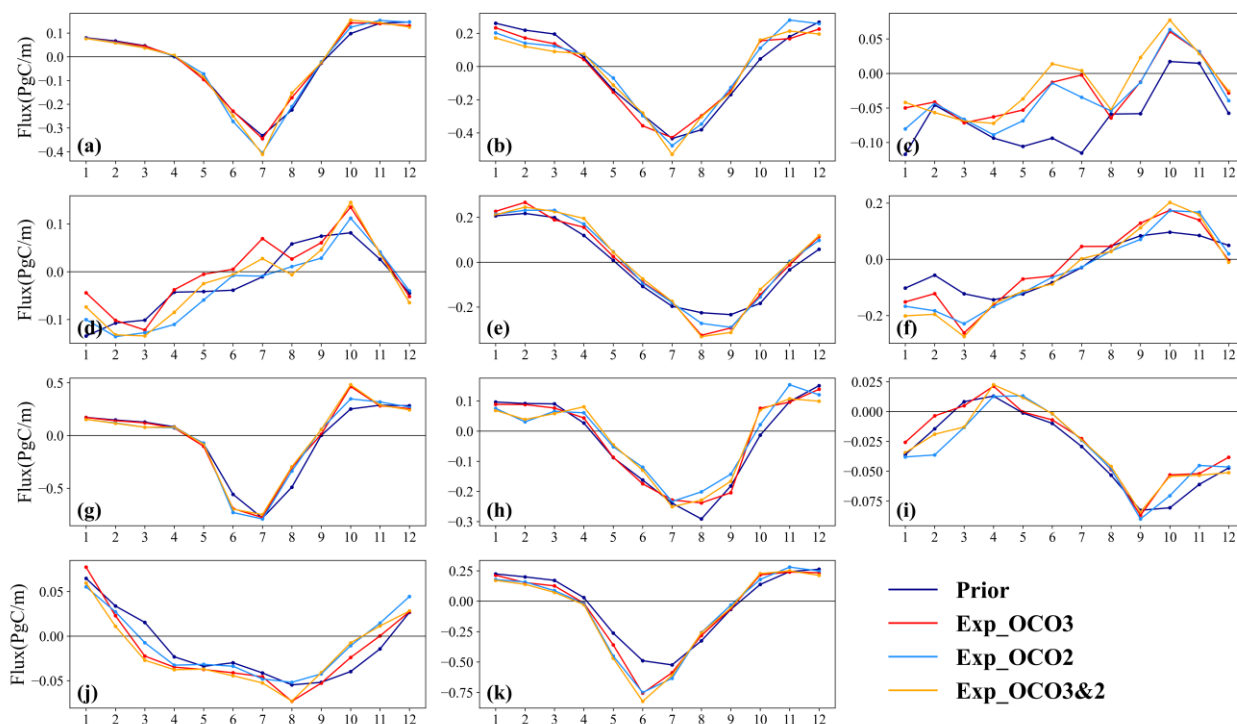 Flux(PgC/m)
0.1
0.0
−0.1
−0.2
−0.3
−0.4
(a)
1 2 3 4 5 6 7 8 9 10 11 12
0.2
0.0
−0.2
−0.4
(b)
1 2 3 4 5 6 7 8 9 10 11 12
0.05
0.00
−0.05
−0.10
(c)
1 2 3 4 5 6 7 8 9 10 11 12
Flux(PgC/m)
0.1
0.0
−0.1
(d)
1 2 3 4 5 6 7 8 9 10 11 12
0.2
0.0
−0.2
(e)
1 2 3 4 5 6 7 8 9 10 11 12
0.2
0.0
−0.2
(f)
1 2 3 4 5 6 7 8 9 10 11 12
Flux(PgC/m)
0.5
0.0
−0.5
(g)
1 2 3 4 5 6 7 8 9 10 11 12
0.1
0.0
−0.1
−0.2
−0.3
(h)
1 2 3 4 5 6 7 8 9 10 11 12
0.025
0.000
−0.025
−0.050
−0.075
(i)
1 2 3 4 5 6 7 8 9 10 11 12
Flux(PgC/m)
0.05
0.00
−0.05
(j)
1 2 3 4 5 6 7 8 9 10 11 12
0.25
0.00
−0.25
−0.50
−0.75
(k)
1 2 3 4 5 6 7 8 9 10 11 12
Prior
Exp_OCO3
Exp_OCO2
Exp_OCO3&2